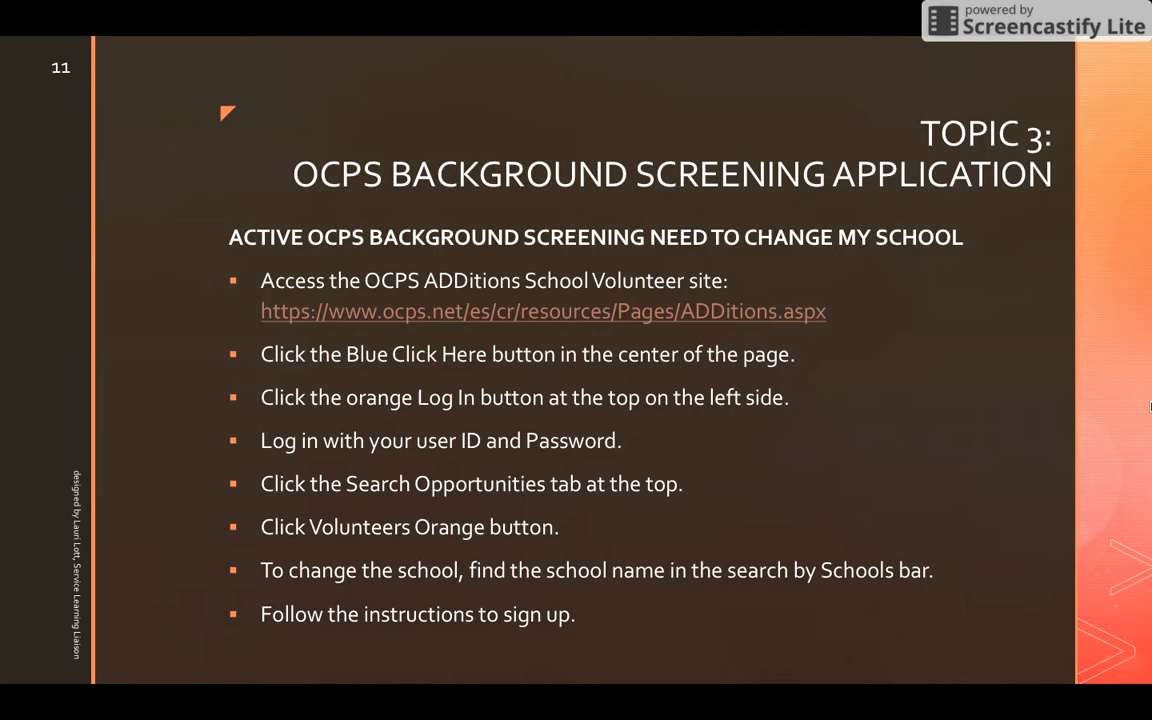 powered by
Screencastify Lite
11
TOPIC 3:
OCPS BACKGROUND SCREENING APPLICATION
ACTIVE OCPS BACKGROUND SCREENING NEED TO CHANGE MY SCHOOL
▪ Access the OCPS ADDitions School Volunteer site:
https://www.ocps.net/es/cr/resources/Pages/ADDitions.aspx
▪ Click the Blue Click Here button in the center of the page.
▪ Click the orange Log In button at the top on the left side.
▪ Log in with your user ID and Password.
▪ Click the Search Opportunities tab at the top.
▪ Click Volunteers Orange button.
▪ To change the school, find the school name in the search by Schools bar.
▪ Follow the instructions to sign up.
designed by Lauri Lott, Service Learning Liaison